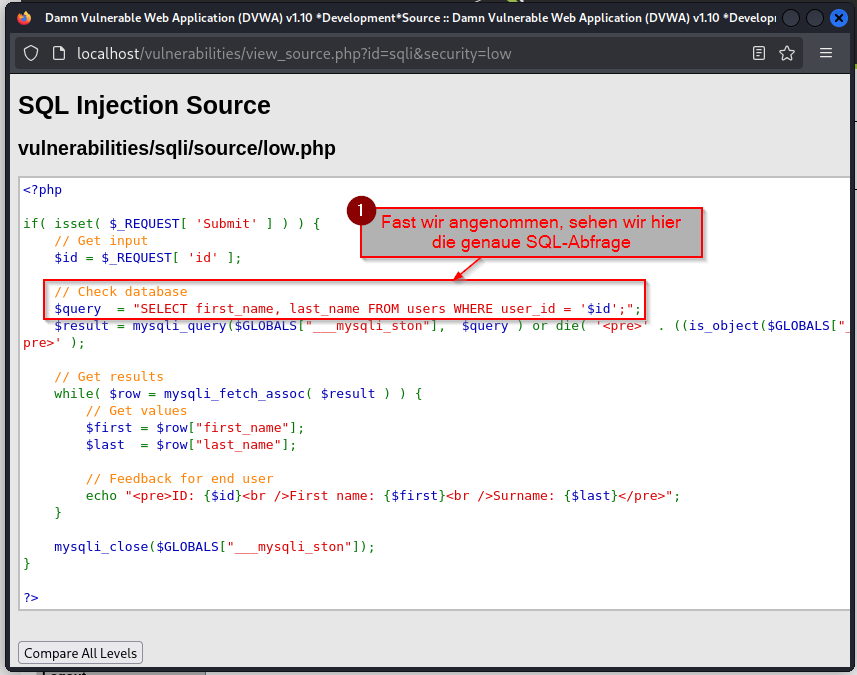 Damn Vulnerable Web Application (DVWA) v1.10 *Development*Source :: Damn Vulnerable Web Application (DVWA) v1.10 *Develop
localhost/vulnerabilities/view_source.php?id=sqli&security=low
SQL Injection Source
vulnerabilities/sqli/source/low.php
<?php
if( isset( $_REQUEST[ 'Submit' ] ) ) {
    // Get input
    $id = $_REQUEST[ 'id' ];
1
Fast wir angenommen, sehen wir hier
die genaue SQL-Abfrage
    // Check database
    $query  = "SELECT first_name, last_name FROM users WHERE user_id = '$id';";
    $result = mysqli_query($GLOBALS["___mysqli_ston"],  $query ) or die( '<pre>' . ((is_object($GLOBALS["_
pre>' );
    // Get results
    while( $row = mysqli_fetch_assoc( $result ) ) {
        // Get values
        $first = $row["first_name"];
        $last  = $row["last_name"];
        // Feedback for end user
        echo "<pre>ID: {$id}<br />First name: {$first}<br />Surname: {$last}</pre>";
    }
    mysqli_close($GLOBALS["___mysqli_ston"]);
}
?>
Compare All Levels